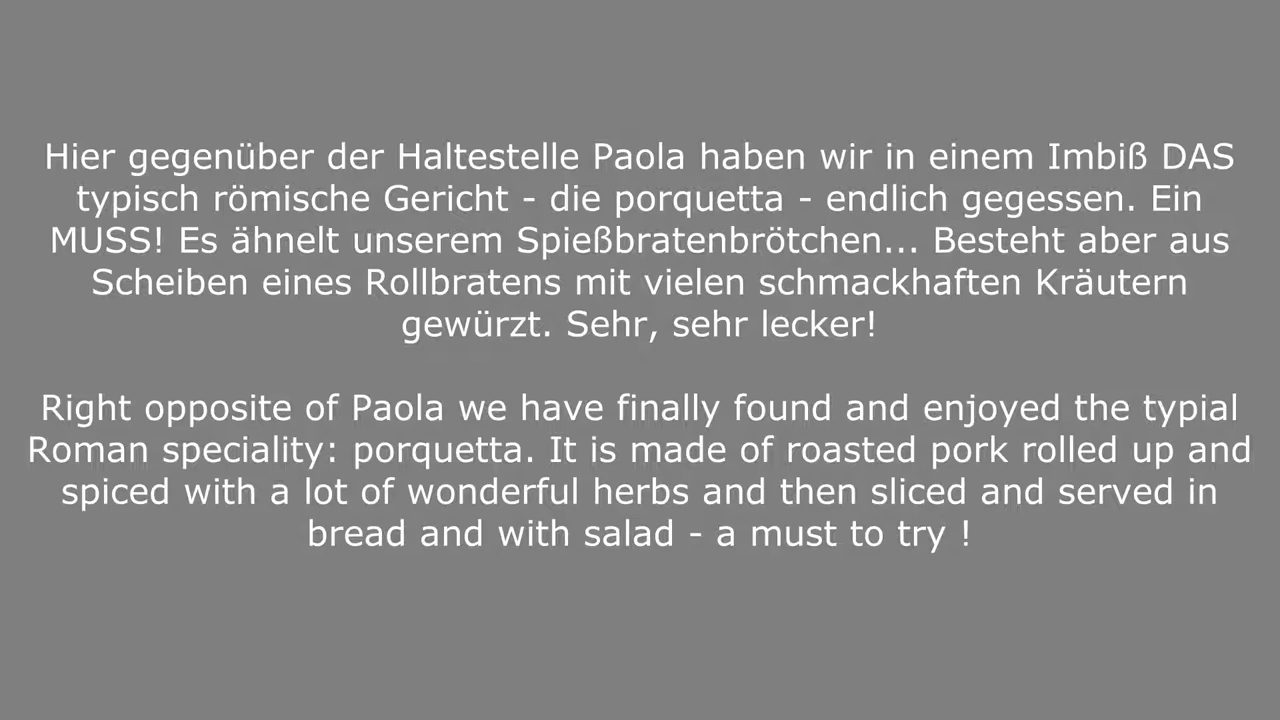 Hier gegenüber der Haltestelle Paola haben wir in einem Imbiß DAS
typisch römische Gericht - die porquetta - endlich gegessen. Ein
MUSS! Es ähnelt unserem Spießbratenbrötchen... Besteht aber aus
Scheiben eines Rollbratens mit vielen schmackhaften Kräutern
gewürzt. Sehr, sehr lecker!
Right opposite of Paola we have finally found and enjoyed the typial
Roman speciality: porquetta. It is made of roasted pork rolled up and
spiced with a lot of wonderful herbs and then sliced and served in
bread and with salad - a must to try !